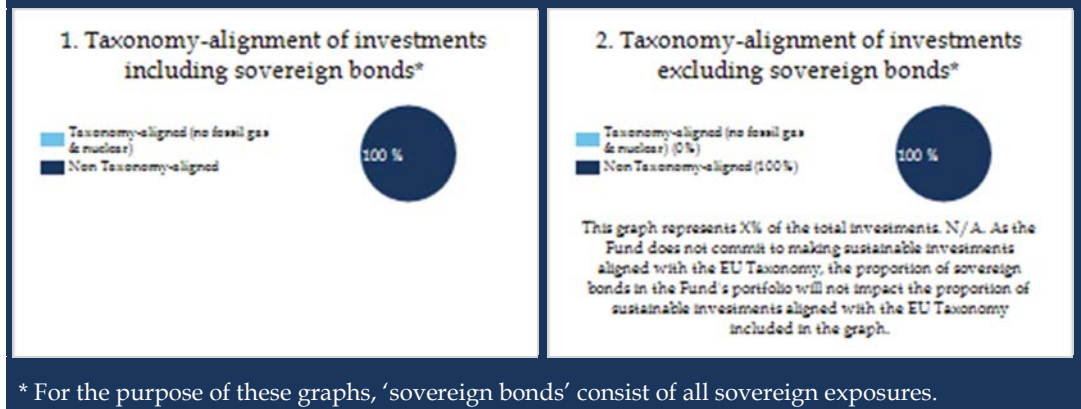 1. Taxonomy-alignment of investments
including sovereign bonds*
Taxonomy-aligned (no fossil gas
& nuclear)
Non Taxonomy-aligned
100 %
2. Taxonomy-alignment of investments
excluding sovereign bonds*
Taxonomy-aligned (no fossil gas
& nuclear) (0%)
Non Taxonomy-aligned (100%)
100 %
This graph represents X% of the total investments. N/A. As the
Fund does not commit to making sustainable investments
aligned with the EU Taxonomy, the proportion of sovereign
bonds in the Fund's portfolio will not impact the proportion of
sustainable investments aligned with the EU Taxonomy
included in the graph.
* For the purpose of these graphs, ‘sovereign bonds’ consist of all sovereign exposures.